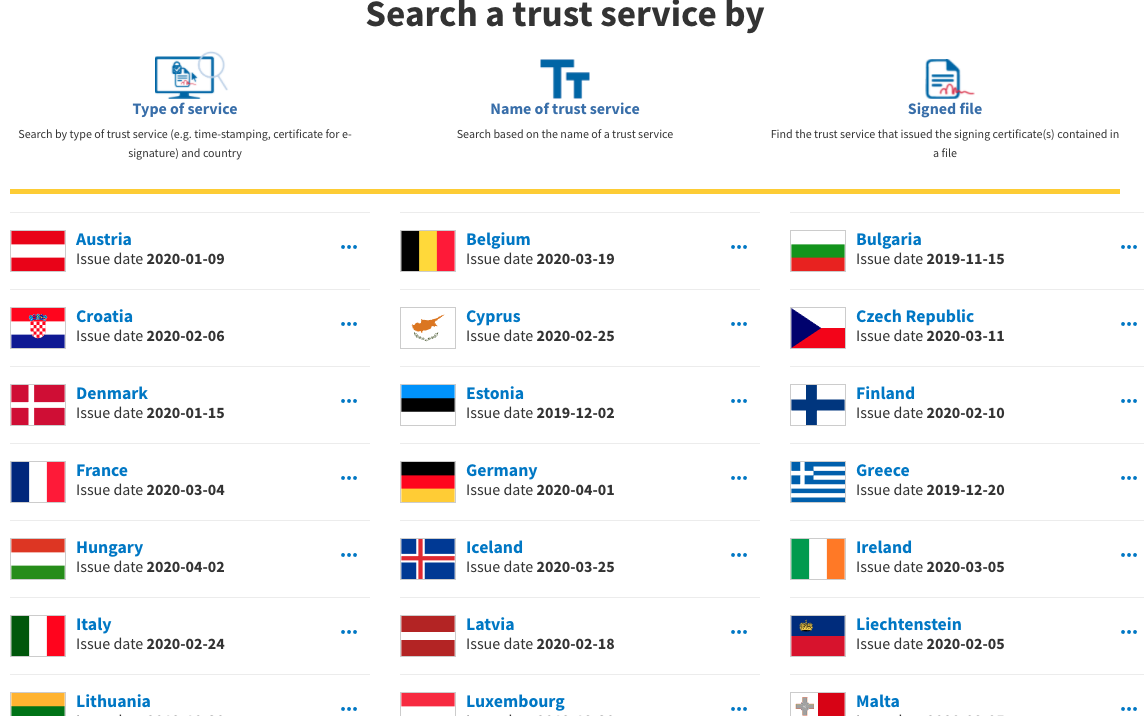 Search a trust service by
Type of service
Search by type of trust service (e.g. time-stamping, certificate for e-
signature) and country
Name of trust service
Search based on the name of a trust service
Signed file
Find the trust service that issued the signing certificate(s) contained in
a file
Austria
Issue date 2020-01-09
Belgium
Issue date 2020-03-19
Bulgaria
Issue date 2019-11-15
Croatia
Issue date 2020-02-06
Cyprus
Issue date 2020-02-25
Czech Republic
Issue date 2020-03-11
Denmark
Issue date 2020-01-15
Estonia
Issue date 2019-12-02
Finland
Issue date 2020-02-10
France
Issue date 2020-03-04
Germany
Issue date 2020-04-01
Greece
Issue date 2019-12-20
Hungary
Issue date 2020-04-02
Iceland
Issue date 2020-03-25
Ireland
Issue date 2020-03-05
Italy
Issue date 2020-02-24
Latvia
Issue date 2020-02-18
Liechtenstein
Issue date 2020-02-05
Lithuania
Luxembourg
Malta